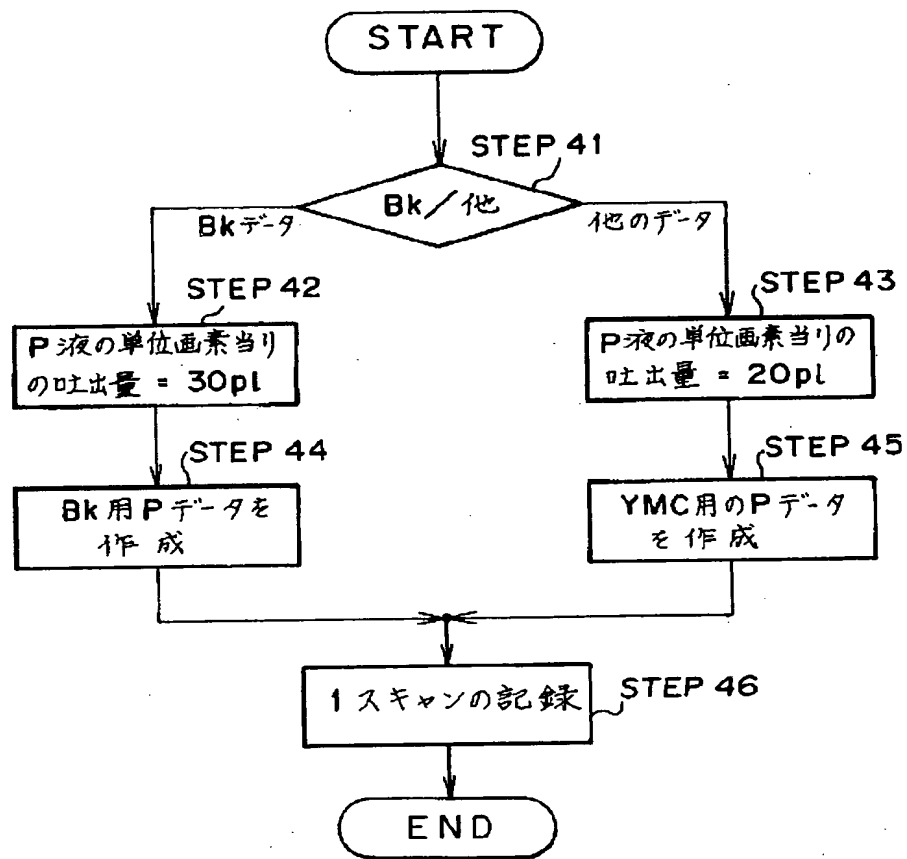 START
STEP 41
Bk/他
Bkデータ
他のデータ
STEP 42
P液の単位画素当り
の吐出量 = 30pl
STEP 43
P液の単位画素当りの
吐出量 = 20pl
STEP 44
Bk用Pデータを
作成
STEP 45
YMC用のPデータ
を作成
1スキャンの記録
STEP 46
END